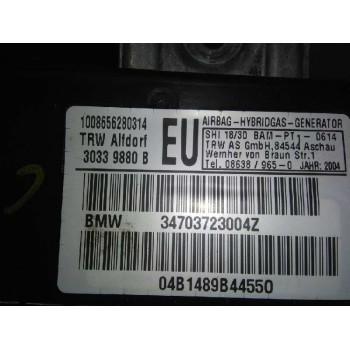 1008656280314
TRW Alfdorf
3033 9880 B
EU
AIRBAG-HYBRIDGAS-GENERATOR
SHI 18/3D BAM-PT1-0614
TRW AS GmbH, 84544 Aschau
Wernher von Braun Str.1
Tel. 08638/965-0 JAHR: 2004
BMW 34703723004Z
04B1489B44550